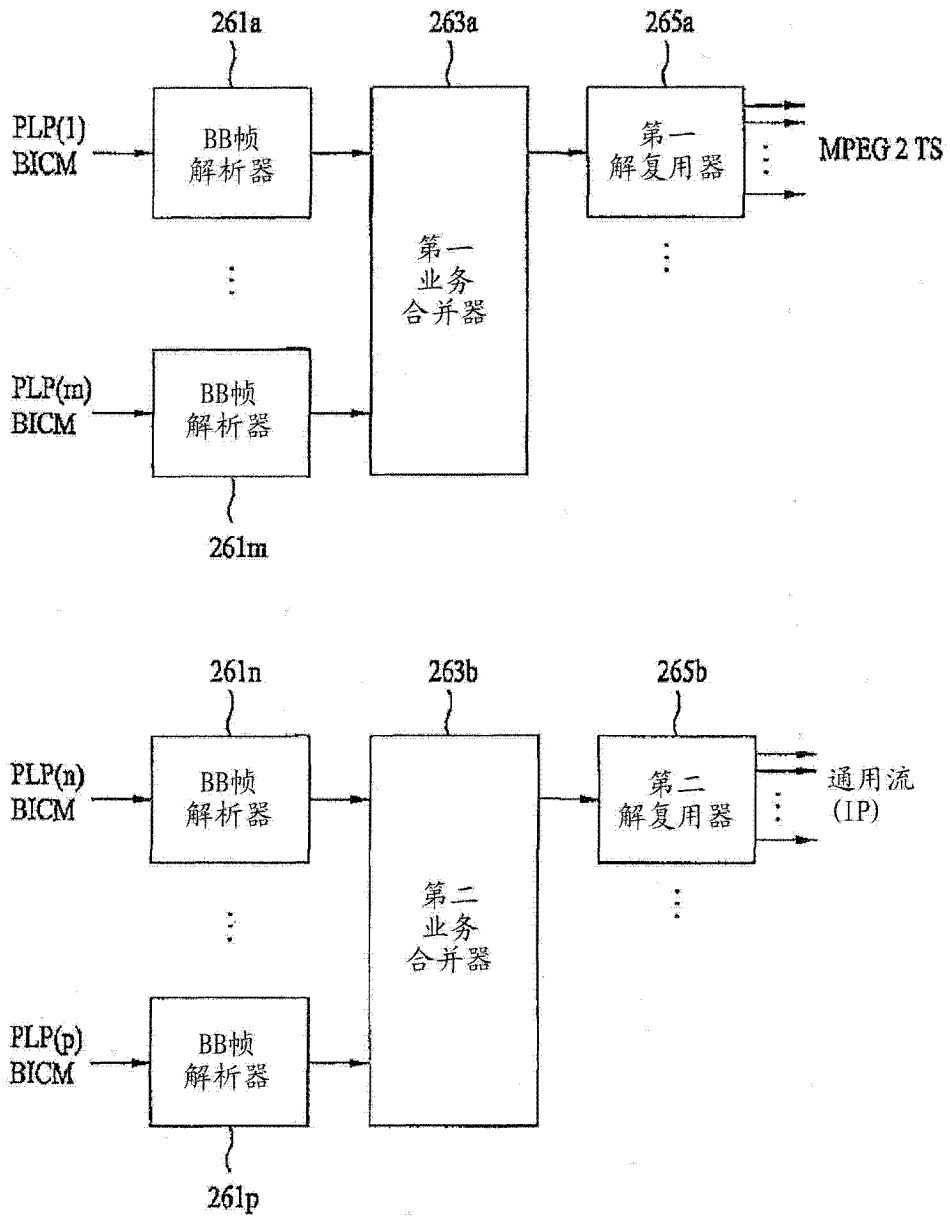 261a
263a
265a
PLP(1)
BICM
BB帧
解析器
第一
业务
合并器
第一
解复用器
MPEG 2 TS
PLP(m)
BICM
BB帧
解析器
261m
261n
263b
265b
PLP(n)
BICM
BB帧
解析器
第二
业务
合并器
第二
解复用器
通用流
(IP)
PLP(p)
BICM
BB帧
解析器
261p